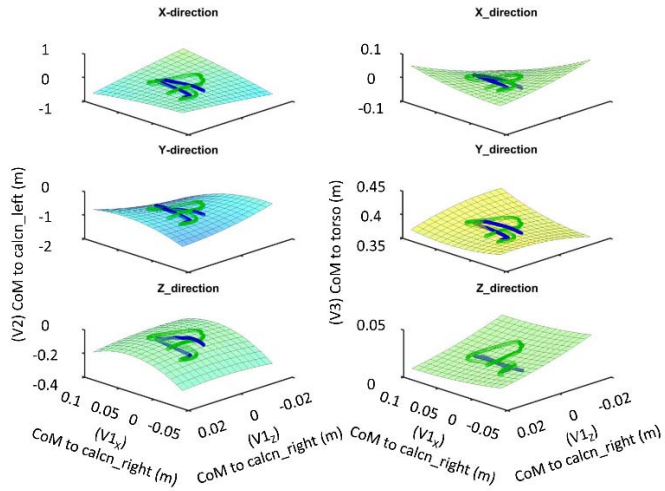 X-direction
1
0
-1
X_direction
0.1
0
-0.1
(V2) CoM to calcn_left (m)
Y-direction
0
-1
-2
(V3) CoM to torso (m)
Y_direction
0.45
0.4
0.35
Z_direction
0
-0.2
-0.4
0.1
0.05
0
-0.05
(V1x)
CoM to calcn_right (m)
0.02
0
-0.02
(V1z)
CoM to calcn_right (m)
Z_direction
0.05
0
0.1
0.05
0
-0.05
(V1x)
CoM to calcn_right (m)
0.02
0
-0.02
(V1z)
CoM to calcn_right (m)